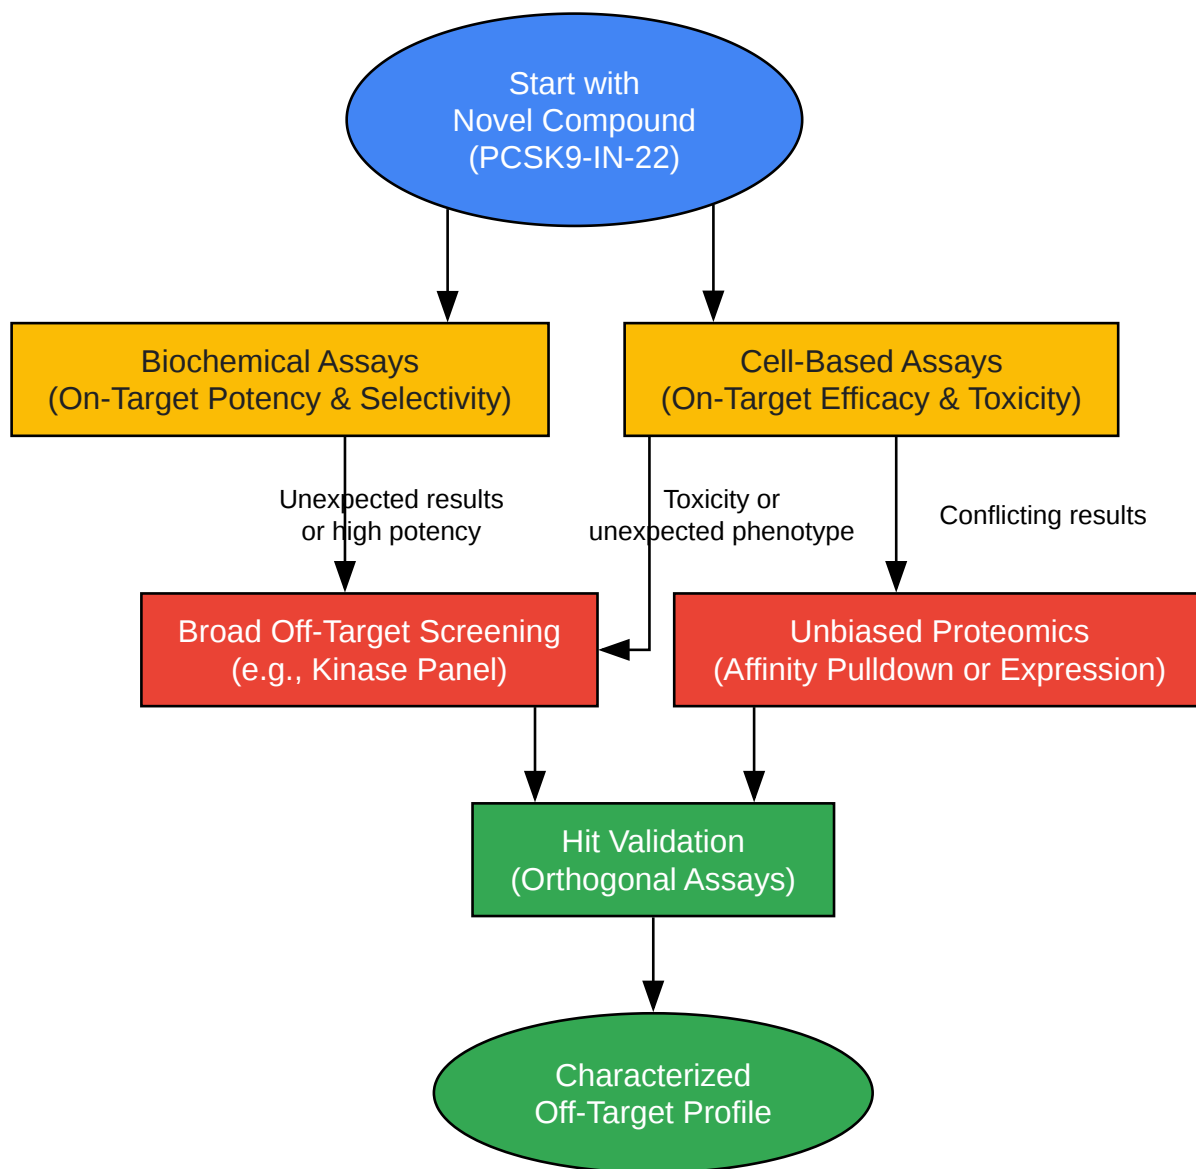 Start with
Novel Compound
(PCSK9-IN-22)
Biochemical Assays
(On-Target Potency & Selectivity)
Cell-Based Assays
(On-Target Efficacy & Toxicity)
Unexpected results
or high potency
Toxicity or
unexpected phenotype
Conflicting results
Broad Off-Target Screening
(e.g., Kinase Panel)
Unbiased Proteomics
(Affinity Pulldown or Expression)
Hit Validation
(Orthogonal Assays)
Characterized
Off-Target Profile